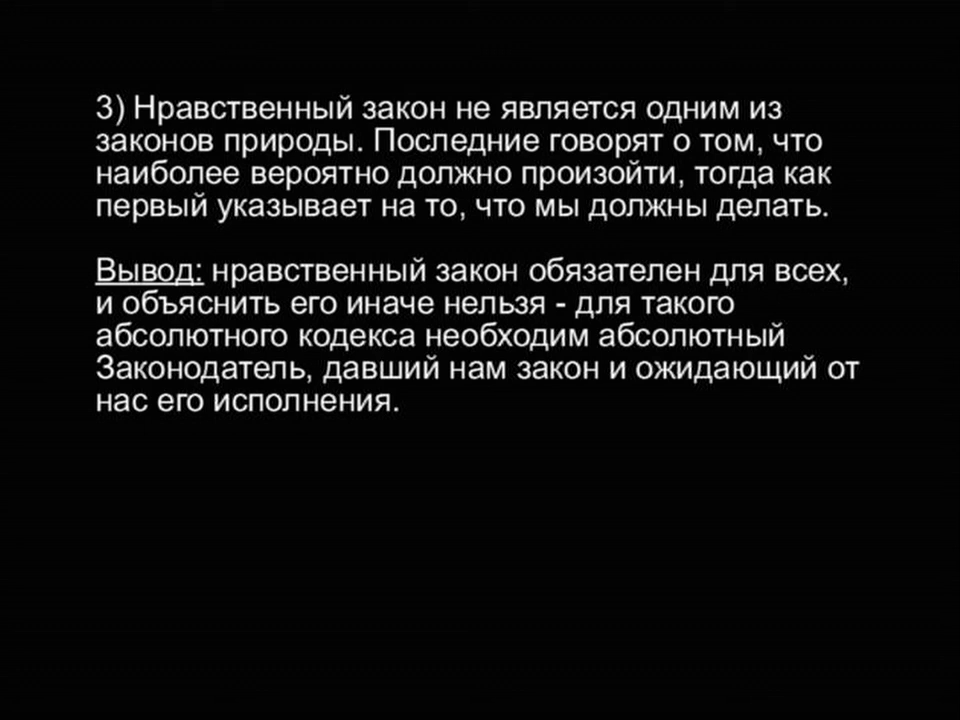 3) Нравственный закон не является одним из
законов природы. Последние говорят о том, что
наиболее вероятно должно произойти, тогда как
первый указывает на то, что мы должны делать.
Вывод: нравственный закон обязателен для всех,
и объяснить его иначе нельзя - для такого
абсолютного кодекса необходим абсолютный
Законодатель, давший нам закон и ожидающий от
нас его исполнения.